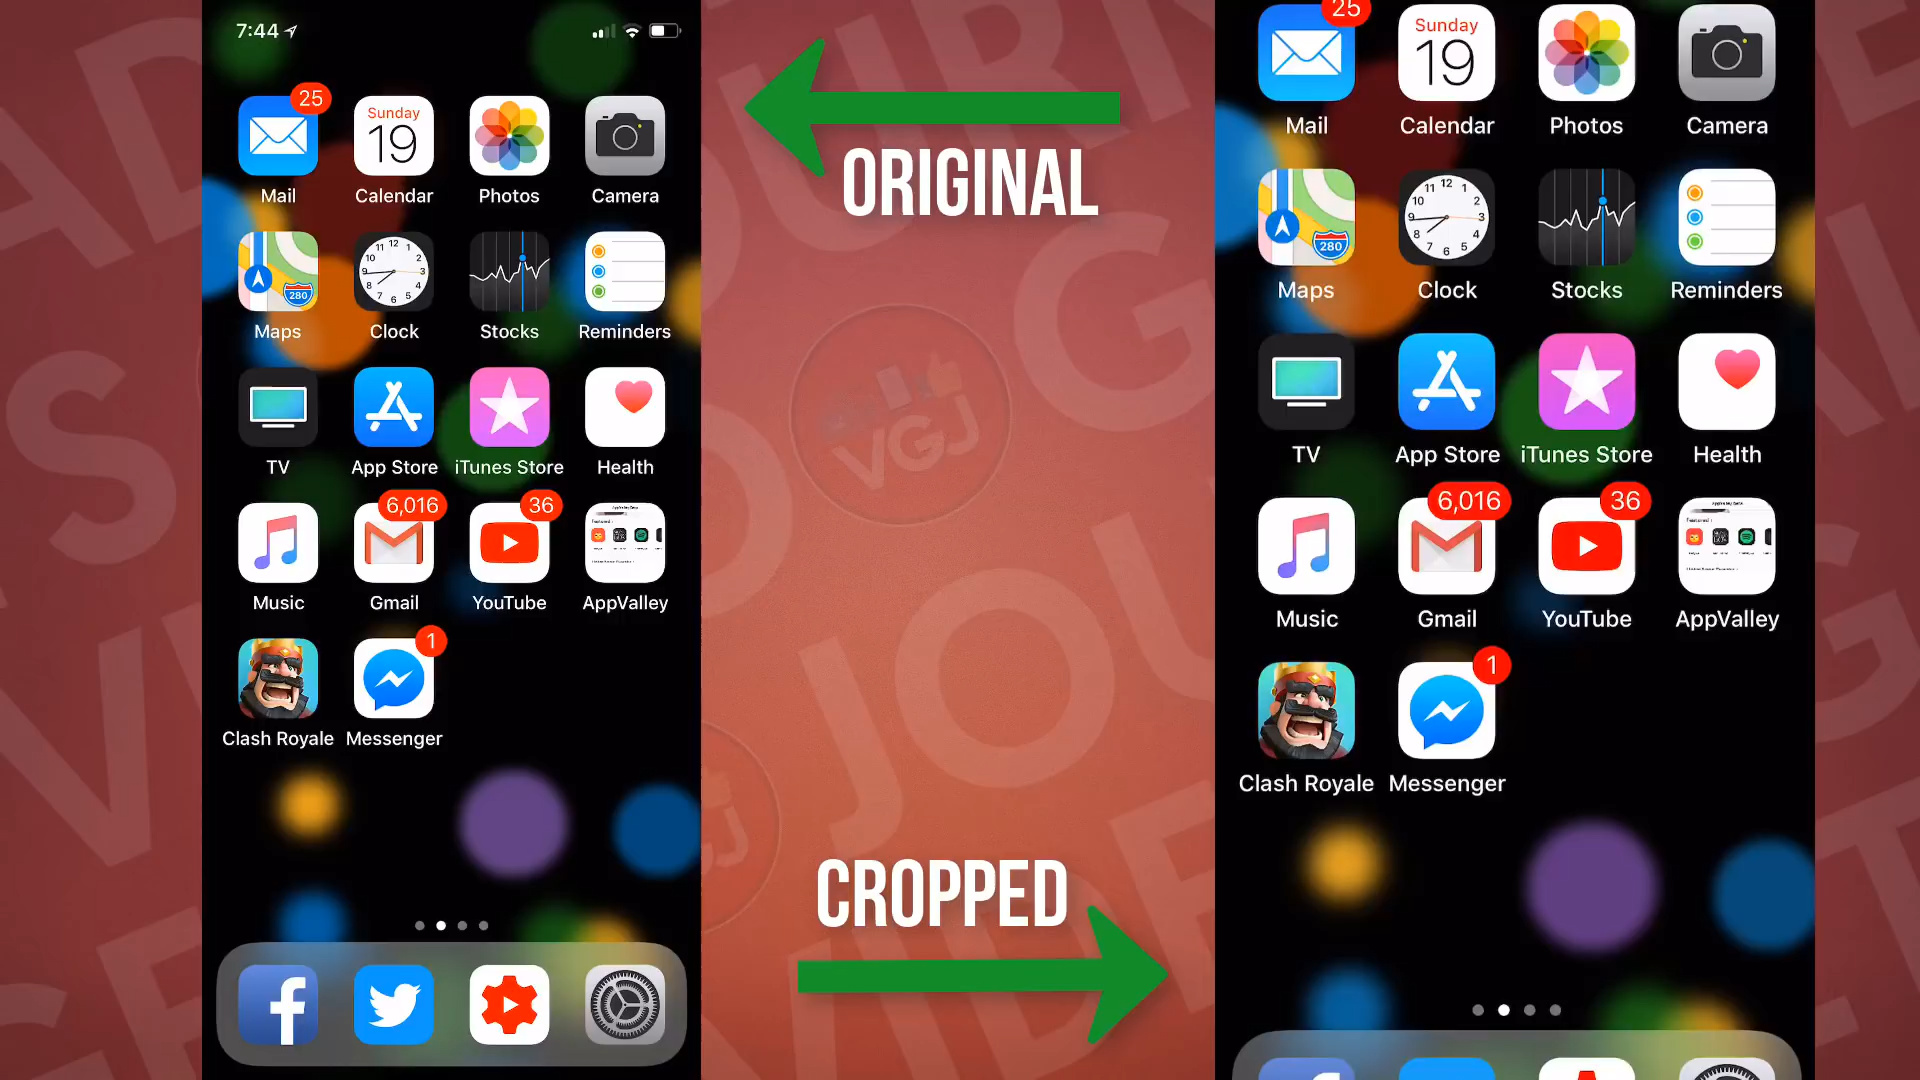 7:44
25
Sunday
19
Mail
Calendar
Photos
Camera
280
Maps
Clock
Stocks
Reminders
TV
App Store
iTunes Store
Health
6,016
36
Music
Gmail
YouTube
AppValley
1
Clash Royale
Messenger
ORIGINAL
VGJ
CROPPED
25
Sunday
19
Mail
Calendar
Photos
Camera
280
Maps
Clock
Stocks
Reminders
TV
App Store
iTunes Store
Health
6,016
36
Music
Gmail
YouTube
AppValley
1
Clash Royale
Messenger